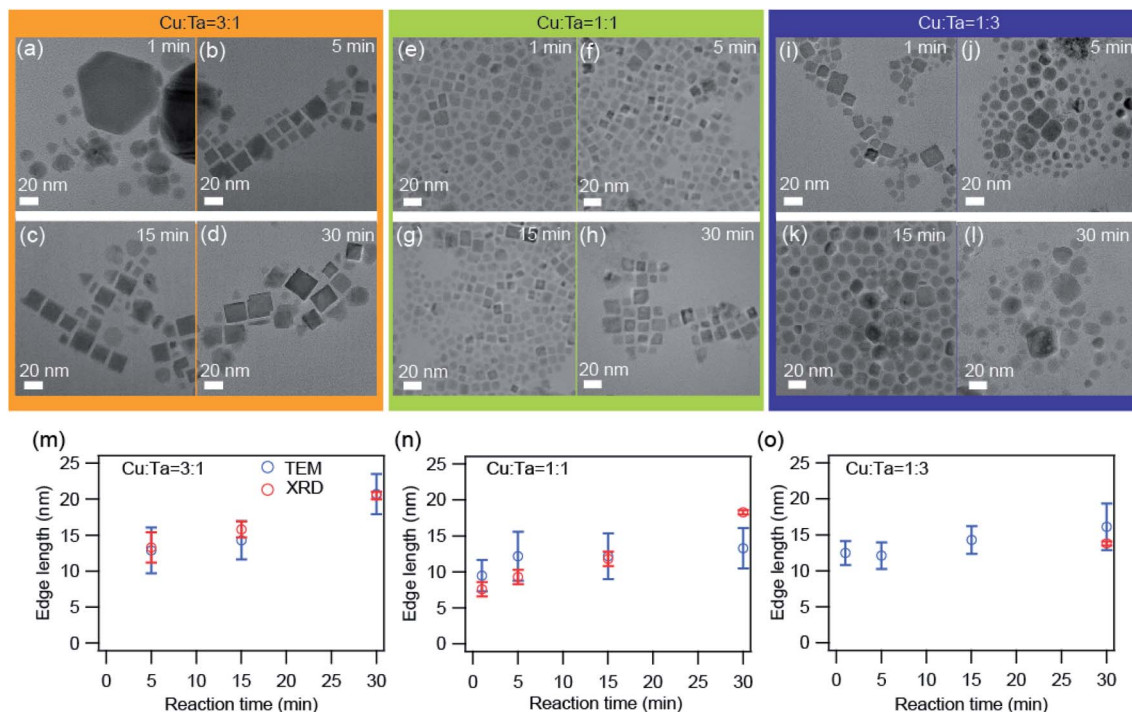 Cu:Ta=3:1
Cu:Ta=1:1
Cu:Ta=1:3
(a)
1 min
(b)
5 min
(e)
1 min
(f)
5 min
(i)
1 min
(j)
5 min
20 nm
20 nm
20 nm
20 nm
20 nm
20 nm
(c)
15 min
(d)
30 min
(g)
15 min
(h)
30 min
(k)
15 min
(l)
30 min
20 nm
20 nm
20 nm
20 nm
20 nm
20 nm
(m)
Cu:Ta=3:1
TEM
XRD
Edge length (nm)
25
20
15
10
5
0
0 5 10 15 20 25 30
Reaction time (min)
(n)
Cu:Ta=1:1
Edge length (nm)
25
20
15
10
5
0
0 5 10 15 20 25 30
Reaction time (min)
(o)
Cu:Ta=1:3
Edge length (nm)
25
20
15
10
5
0
0 5 10 15 20 25 30
Reaction time (min)